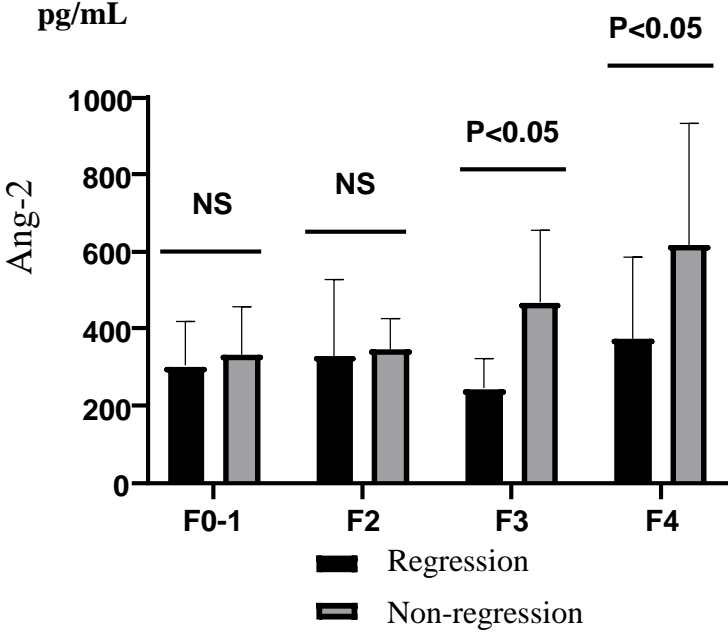 pg/mL
P<0.05
1000
P<0.05
800
NS
NS
Ang-2
600
400
200
0
F0-1 F2 F3 F4
Regression
Non-regression